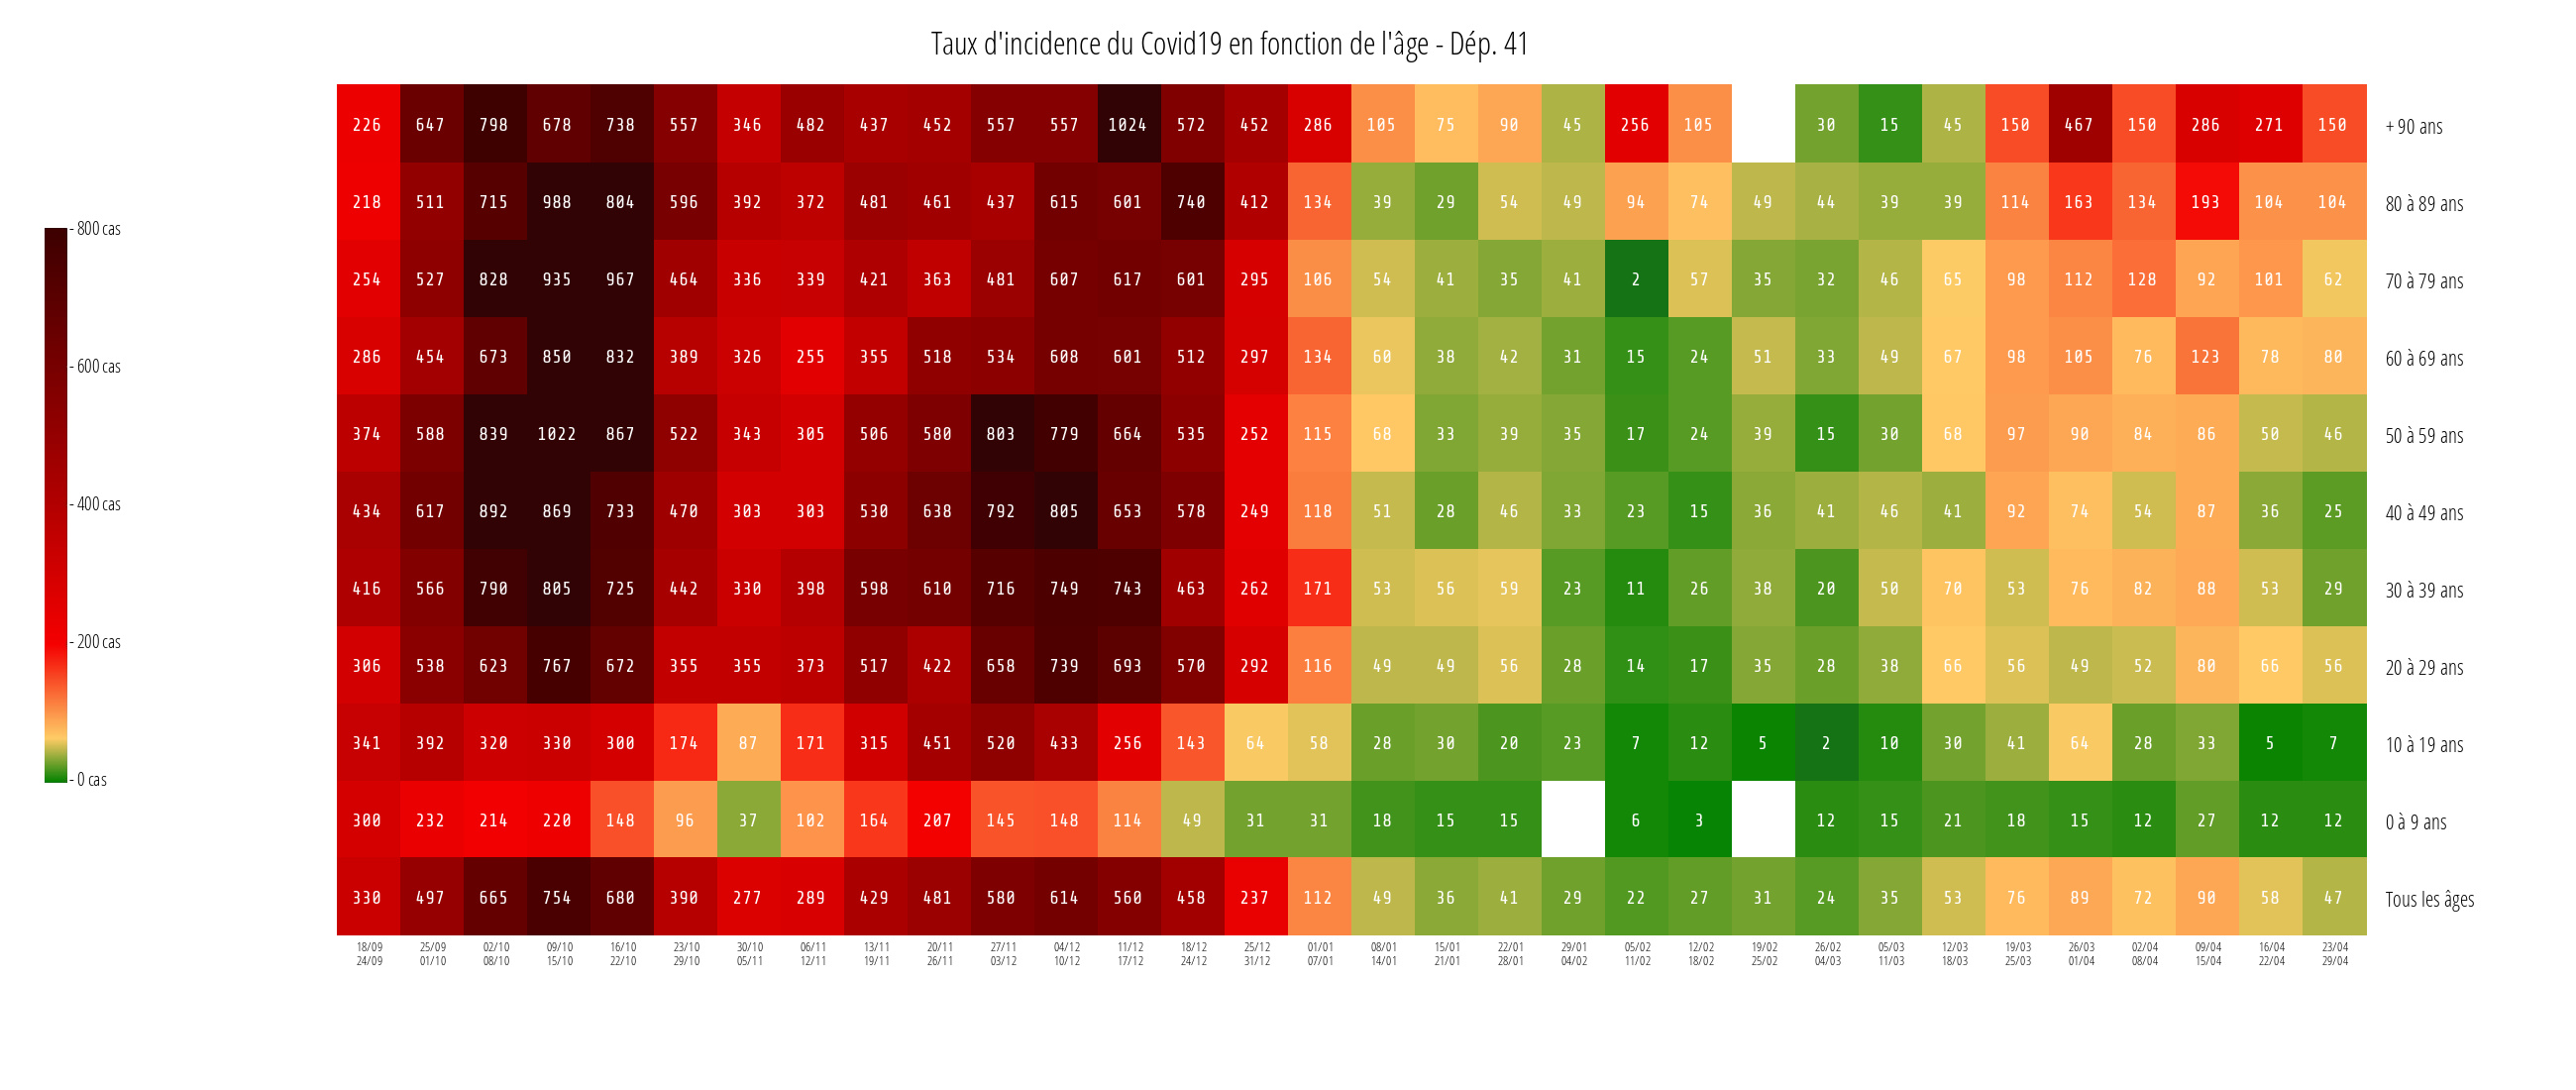 Taux d'incidence du Covid19 en fonction de l'âge - Dép. 41
226 647 798 678 738 557 346 482 437 452 557 557 1024 572 452 286 105 75 90 45 256 105 30 15 45 150 467 150 286 271 150 + 90 ans
218 511 715 988 804 596 392 372 481 461 437 615 601 740 412 134 39 29 54 49 94 74 49 44 39 39 114 163 134 193 104 104 80 à 89 ans
- 800 cas
254 527 828 935 967 464 336 339 421 363 481 607 617 601 295 106 54 41 35 41 2 57 35 32 46 65 98 112 128 92 101 62 70 à 79 ans
286 454 673 850 832 389 326 255 355 518 534 608 601 512 297 134 60 38 42 31 15 24 51 33 49 67 98 105 76 123 78 80 60 à 69 ans
- 600 cas
374 588 839 1022 867 522 343 305 506 580 803 779 664 535 252 115 68 33 39 35 17 24 39 15 30 68 97 90 84 86 50 46 50 à 59 ans
- 400 cas
434 617 892 869 733 470 303 303 530 638 792 805 653 578 249 118 51 28 46 33 23 15 36 41 46 41 92 74 54 87 36 25 40 à 49 ans
416 566 790 805 725 442 330 398 598 610 716 749 743 463 262 171 53 56 59 23 11 26 38 20 50 70 53 76 82 88 53 29 30 à 39 ans
- 200 cas
306 538 623 767 672 355 355 373 517 422 658 739 693 570 292 116 49 49 56 28 14 17 35 28 38 66 56 49 52 80 66 56 20 à 29 ans
341 392 320 330 300 174 87 171 315 451 520 433 256 143 64 58 28 30 20 23 7 12 5 2 10 30 41 64 28 33 5 7 10 à 19 ans
- 0 cas
300 232 214 220 148 96 37 102 164 207 145 148 114 49 31 31 18 15 15 6 3 12 15 21 18 15 12 27 12 12 0 à 9 ans
330 497 665 754 680 390 277 289 429 481 580 614 560 458 237 112 49 36 41 29 22 27 31 24 35 53 76 89 72 90 58 47 Tous les âges
18/09 25/09 02/10 09/10 16/10 23/10 30/10 06/11 13/11 20/11 27/11 04/12 11/12 18/12 25/12 01/01 08/01 15/01 22/01 29/01 05/02 12/02 19/02 26/02 05/03 12/03 19/03 26/03 02/04 09/04 16/04 23/04
24/09 01/10 08/10 15/10 22/10 29/10 05/11 12/11 19/11 26/11 03/12 10/12 17/12 24/12 31/12 07/01 14/01 21/01 28/01 04/02 11/02 18/02 25/02 04/03 11/03 18/03 25/03 01/04 08/04 15/04 22/04 29/04